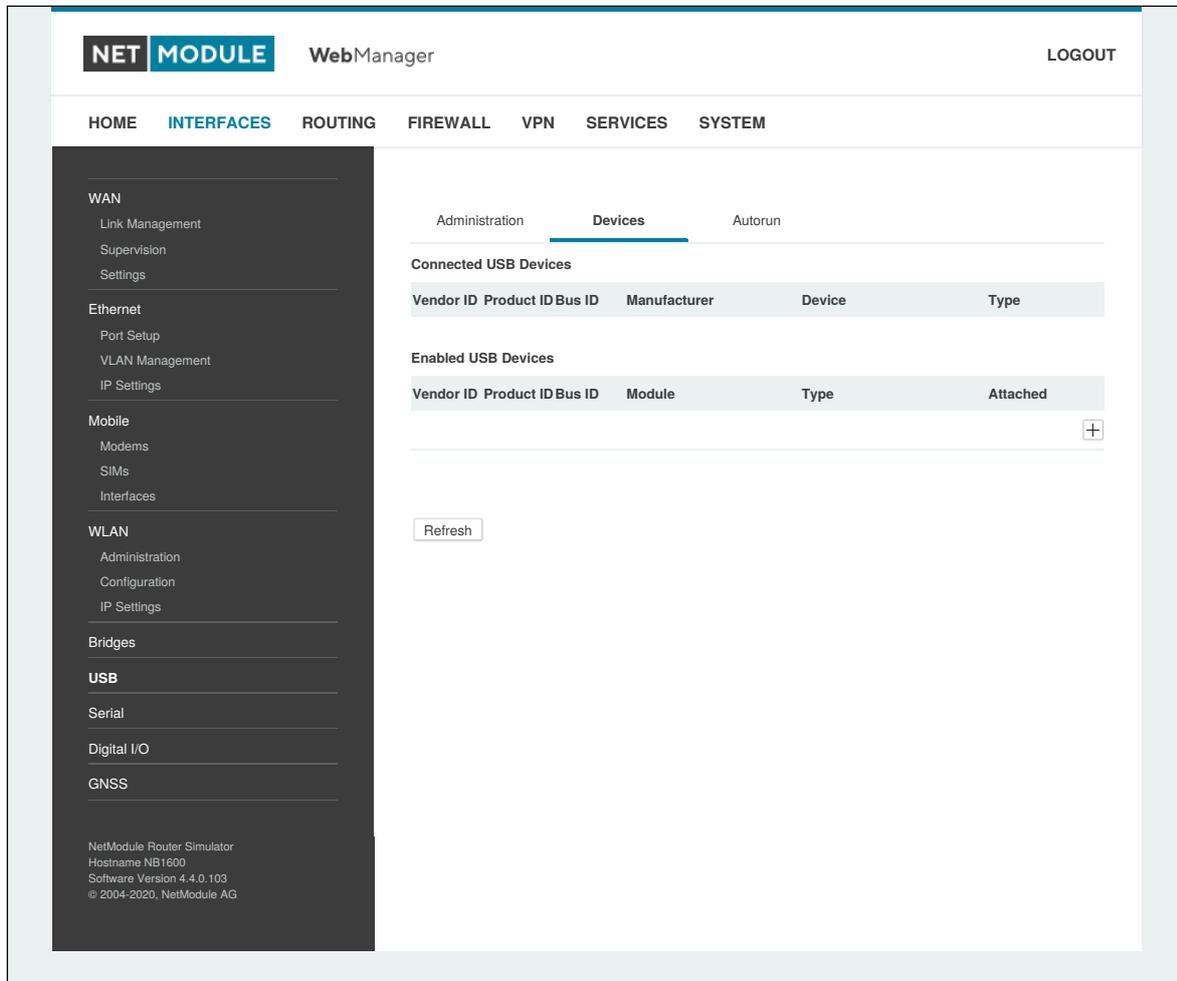 NET MODULE WebManager LOGOUT
HOME INTERFACES ROUTING FIREWALL VPN SERVICES SYSTEM
WAN
Link Management
Supervision
Settings
Ethernet
Port Setup
VLAN Management
IP Settings
Mobile
Modems
SIMs
Interfaces
WLAN
Administration
Configuration
IP Settings
Bridges
USB
Serial
Digital I/O
GNSS
NetModule Router Simulator
Hostname NB1600
Software Version 4.4.0.103
© 2004-2020, NetModule AG
Administration Devices Autorun
Connected USB Devices
Vendor ID Product ID Bus ID Manufacturer Device Type
Enabled USB Devices
Vendor ID Product ID Bus ID Module Type Attached
Refresh